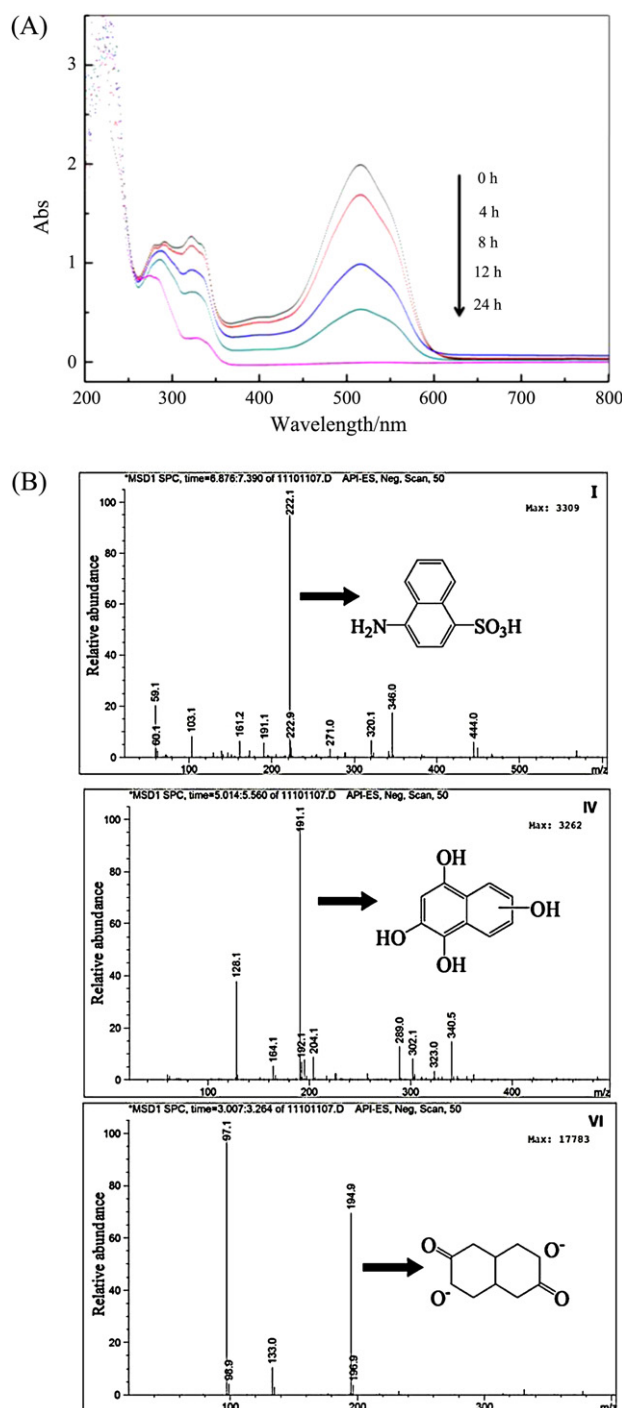 (A)
3
2
1
0
Abs
0 h
4 h
8 h
12 h
24 h
200 300 400 500 600 700 800
Wavelength/nm
(B)
*MSD1 SPC, time=6.876:7.390 of 11101107.D API-ES, Neg, Scan, 50
I
Max: 3309
100
80
60
40
20
0
Relative abundance
222.1
59.1
60.1
103.1
161.2
191.1
222.9
271.0
320.1
346.0
444.0
H₂N
SO₃H
100 200 300 400 500 m/z
*MSD1 SPC, time=5.014:5.560 of 11101107.D API-ES, Neg, Scan, 50
IV
Max: 3262
100
80
60
40
20
0
Relative abundance
191.1
128.1
164.1
192.1
204.1
289.0
302.1
323.0
340.5
OH
OH
HO
OH
100 200 300 400 m/z
*MSD1 SPC, time=3.007:3.264 of 11101107.D API-ES, Neg, Scan, 50
VI
Max: 17783
100
80
60
40
20
0
Relative abundance
97.1
98.9
133.0
194.9
196.9
O
O⁻
O⁻
O
100 200 300 m/z